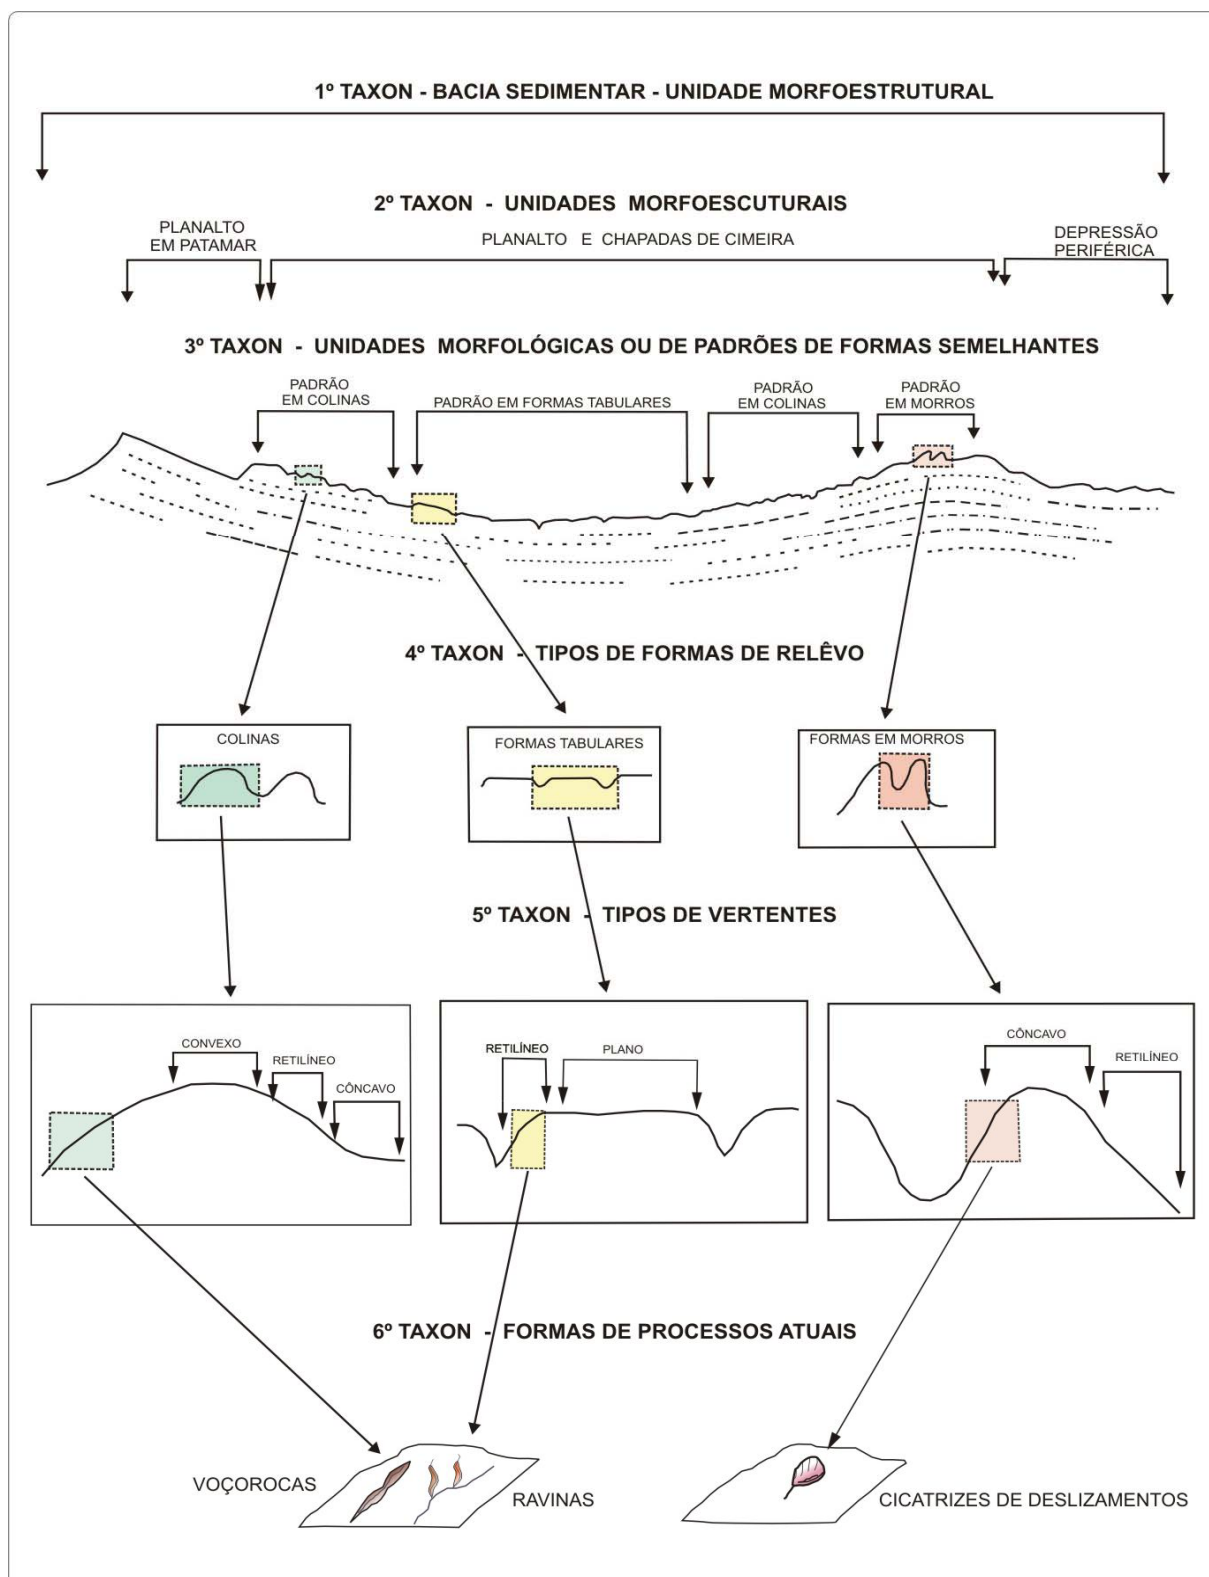 1º TAXON - BACIA SEDIMENTAR - UNIDADE MORFOESTRUTURAL
2º TAXON - UNIDADES MORFOESCUTURAIS
PLANALTO
EM PATAMAR
PLANALTO E CHAPADAS DE CIMEIRA
DEPRESSÃO
PERIFÉRICA
3º TAXON - UNIDADES MORFOLÓGICAS OU DE PADRÕES DE FORMAS SEMELHANTES
PADRÃO
EM COLINAS
PADRÃO EM FORMAS TABULARES
PADRÃO
EM COLINAS
PADRÃO
EM MORROS
4º TAXON - TIPOS DE FORMAS DE RELÊVO
COLINAS
FORMAS TABULARES
FORMAS EM MORROS
5º TAXON - TIPOS DE VERTENTES
CONVEXO
RETILÍNEO
CÔNCAVO
RETILÍNEO
PLANO
CÔNCAVO
RETILÍNEO
6º TAXON - FORMAS DE PROCESSOS ATUAIS
VOÇOROCAS
RAVINAS
CICATRIZES DE DESLIZAMENTOS